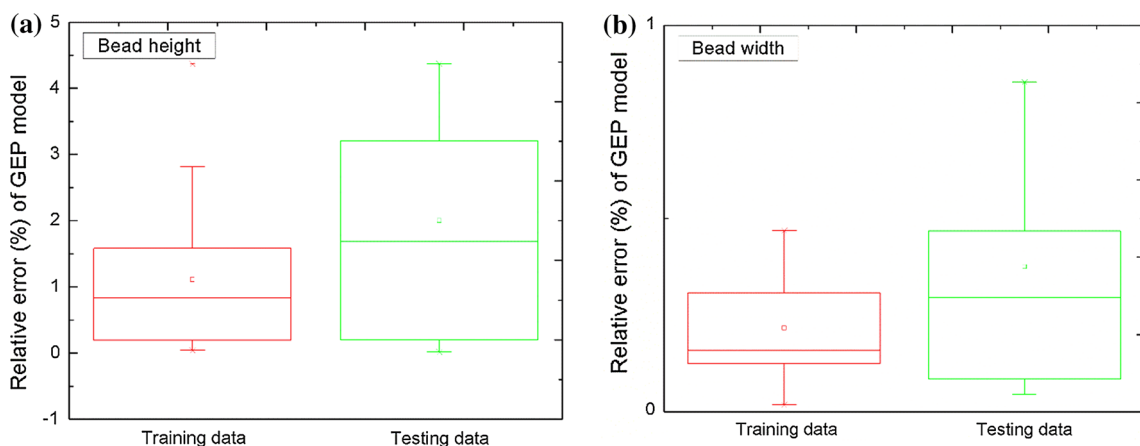 (a)
Bead height
Relative error (%) of GEP model
5
4
3
2
1
0
-1
Training data
Testing data
(b)
Bead width
Relative error (%) of GEP model
1
0
Training data
Testing data